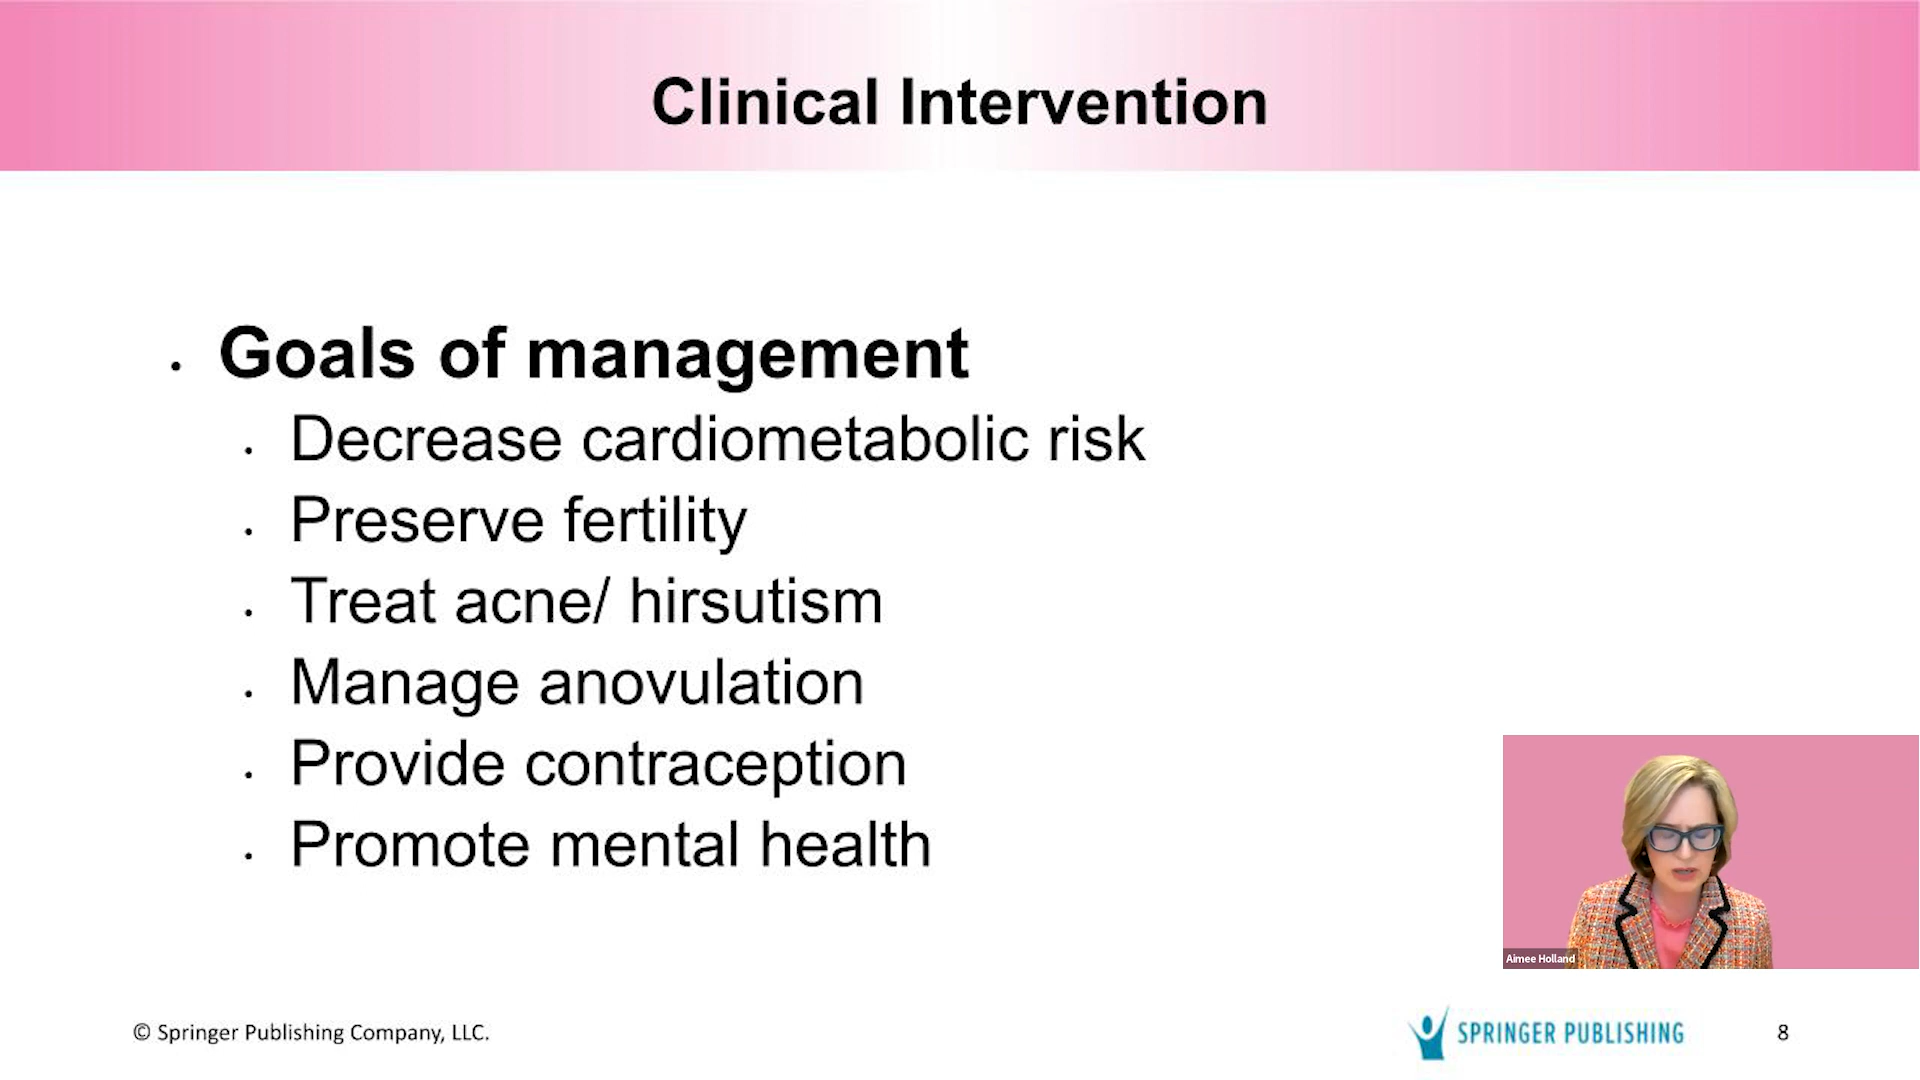 Clinical Intervention
• Goals of management
• Decrease cardiometabolic risk
• Preserve fertility
• Treat acne/ hirsutism
• Manage anovulation
• Provide contraception
• Promote mental health
Aimee Holland
© Springer Publishing Company, LLC.
SPRINGER PUBLISHING
8